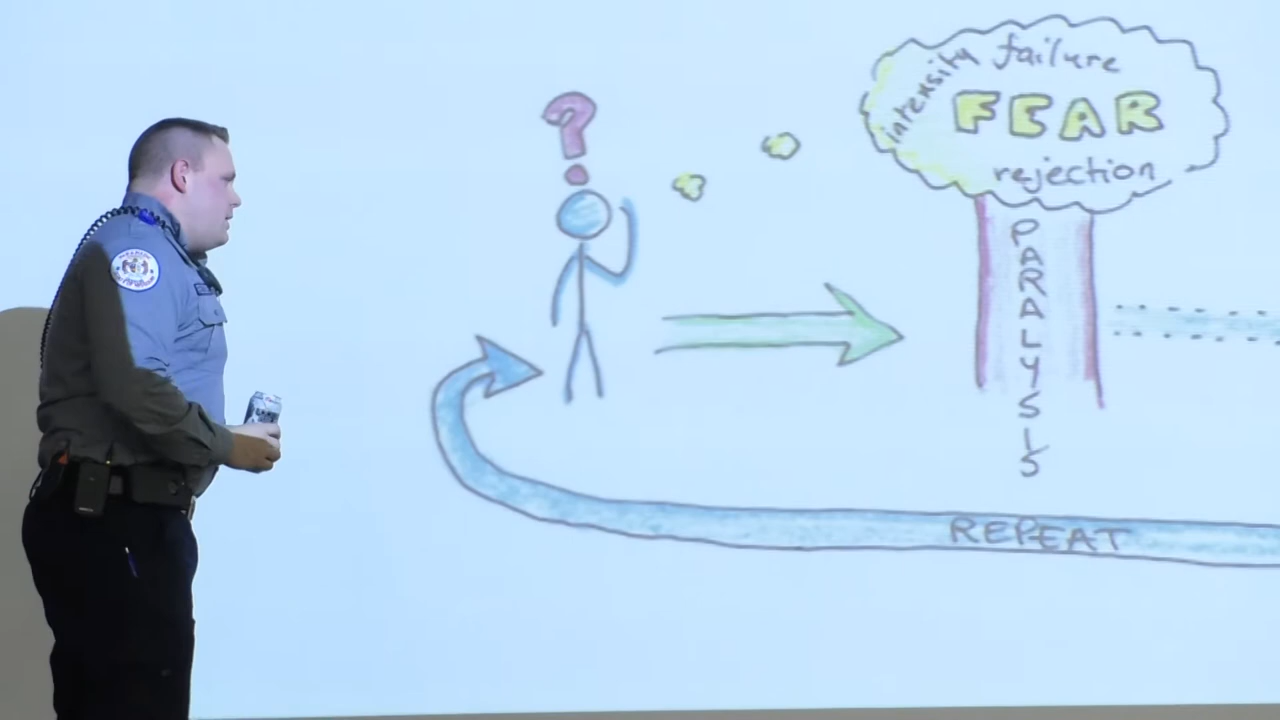 ?
intensity failure
FEAR
rejection
PARALYSIS
REPEAT